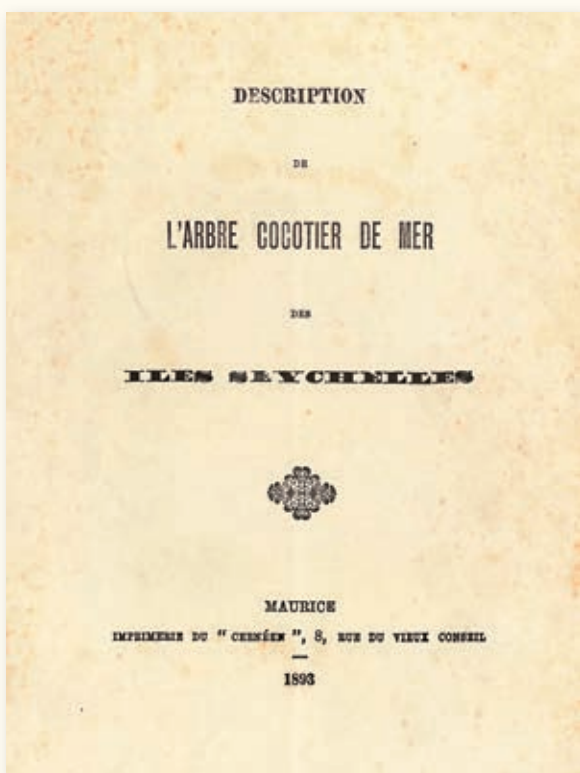 DESCRIPTION
DE
L'ARBRE COCOTIER DE MER
DES
ILES SEYCHELLES
MAURICE
IMPRIMERIE DU " CERNÉEN ", 8, RUE DU VIEUX CONSEIL
1893